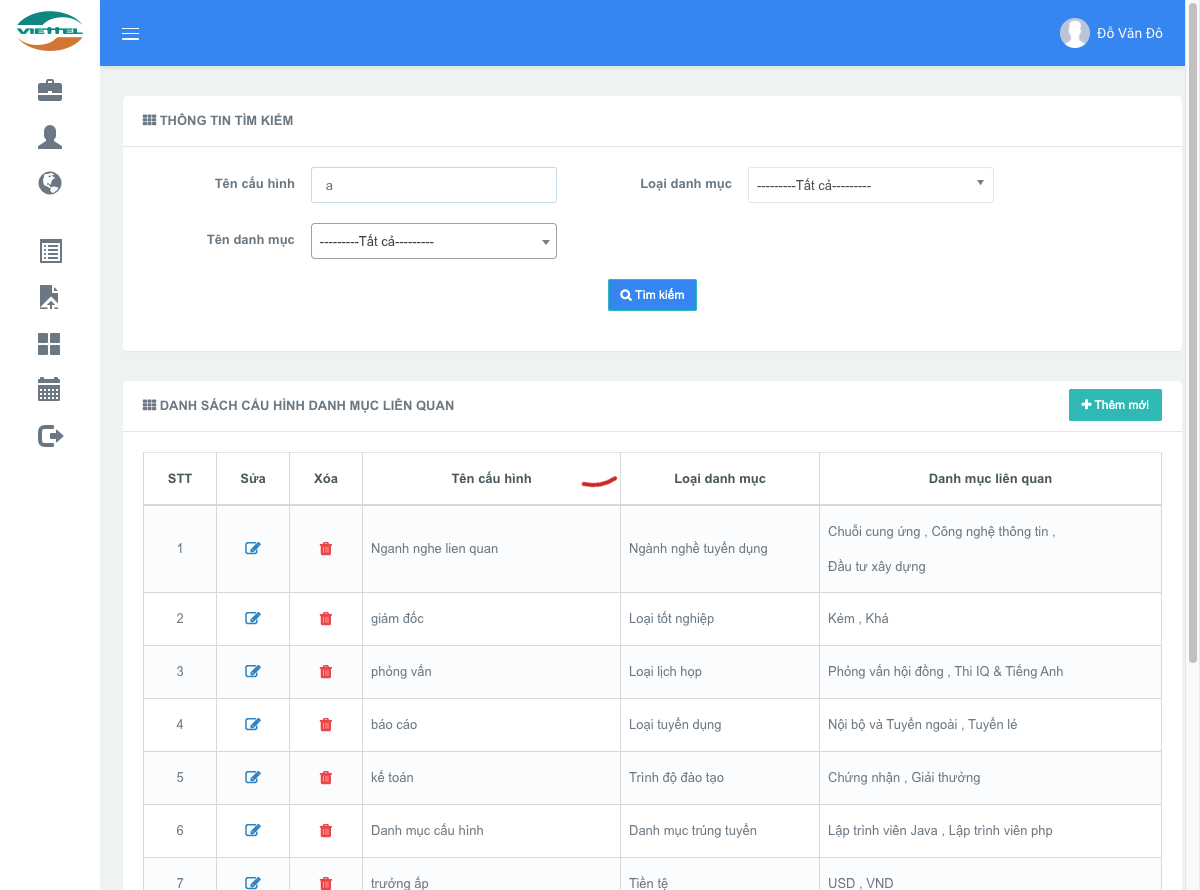 VIETTEL
Đỗ Văn Đô
THÔNG TIN TÌM KIẾM
Tên cấu hình
a
Loại danh mục
---------Tất cả---------
Tên danh mục
---------Tất cả---------
Tìm kiếm
DANH SÁCH CẤU HÌNH DANH MỤC LIÊN QUAN
Thêm mới
STT Sửa Xóa Tên cấu hình Loại danh mục Danh mục liên quan
1 Nganh nghe lien quan Ngành nghề tuyển dụng Chuỗi cung ứng , Công nghệ thông tin ,
Đầu tư xây dựng
2 giám đốc Loại tốt nghiệp Kém , Khá
3 phỏng vấn Loại lịch họp Phỏng vấn hội đồng , Thi IQ & Tiếng Anh
4 báo cáo Loại tuyển dụng Nội bộ và Tuyển ngoài , Tuyển lẻ
5 kế toán Trình độ đào tạo Chứng nhận , Giải thưởng
6 Danh mục cấu hình Danh mục trúng tuyển Lập trình viên Java , Lập trình viên php
7 trưởng ấp Tiền tệ USD , VND